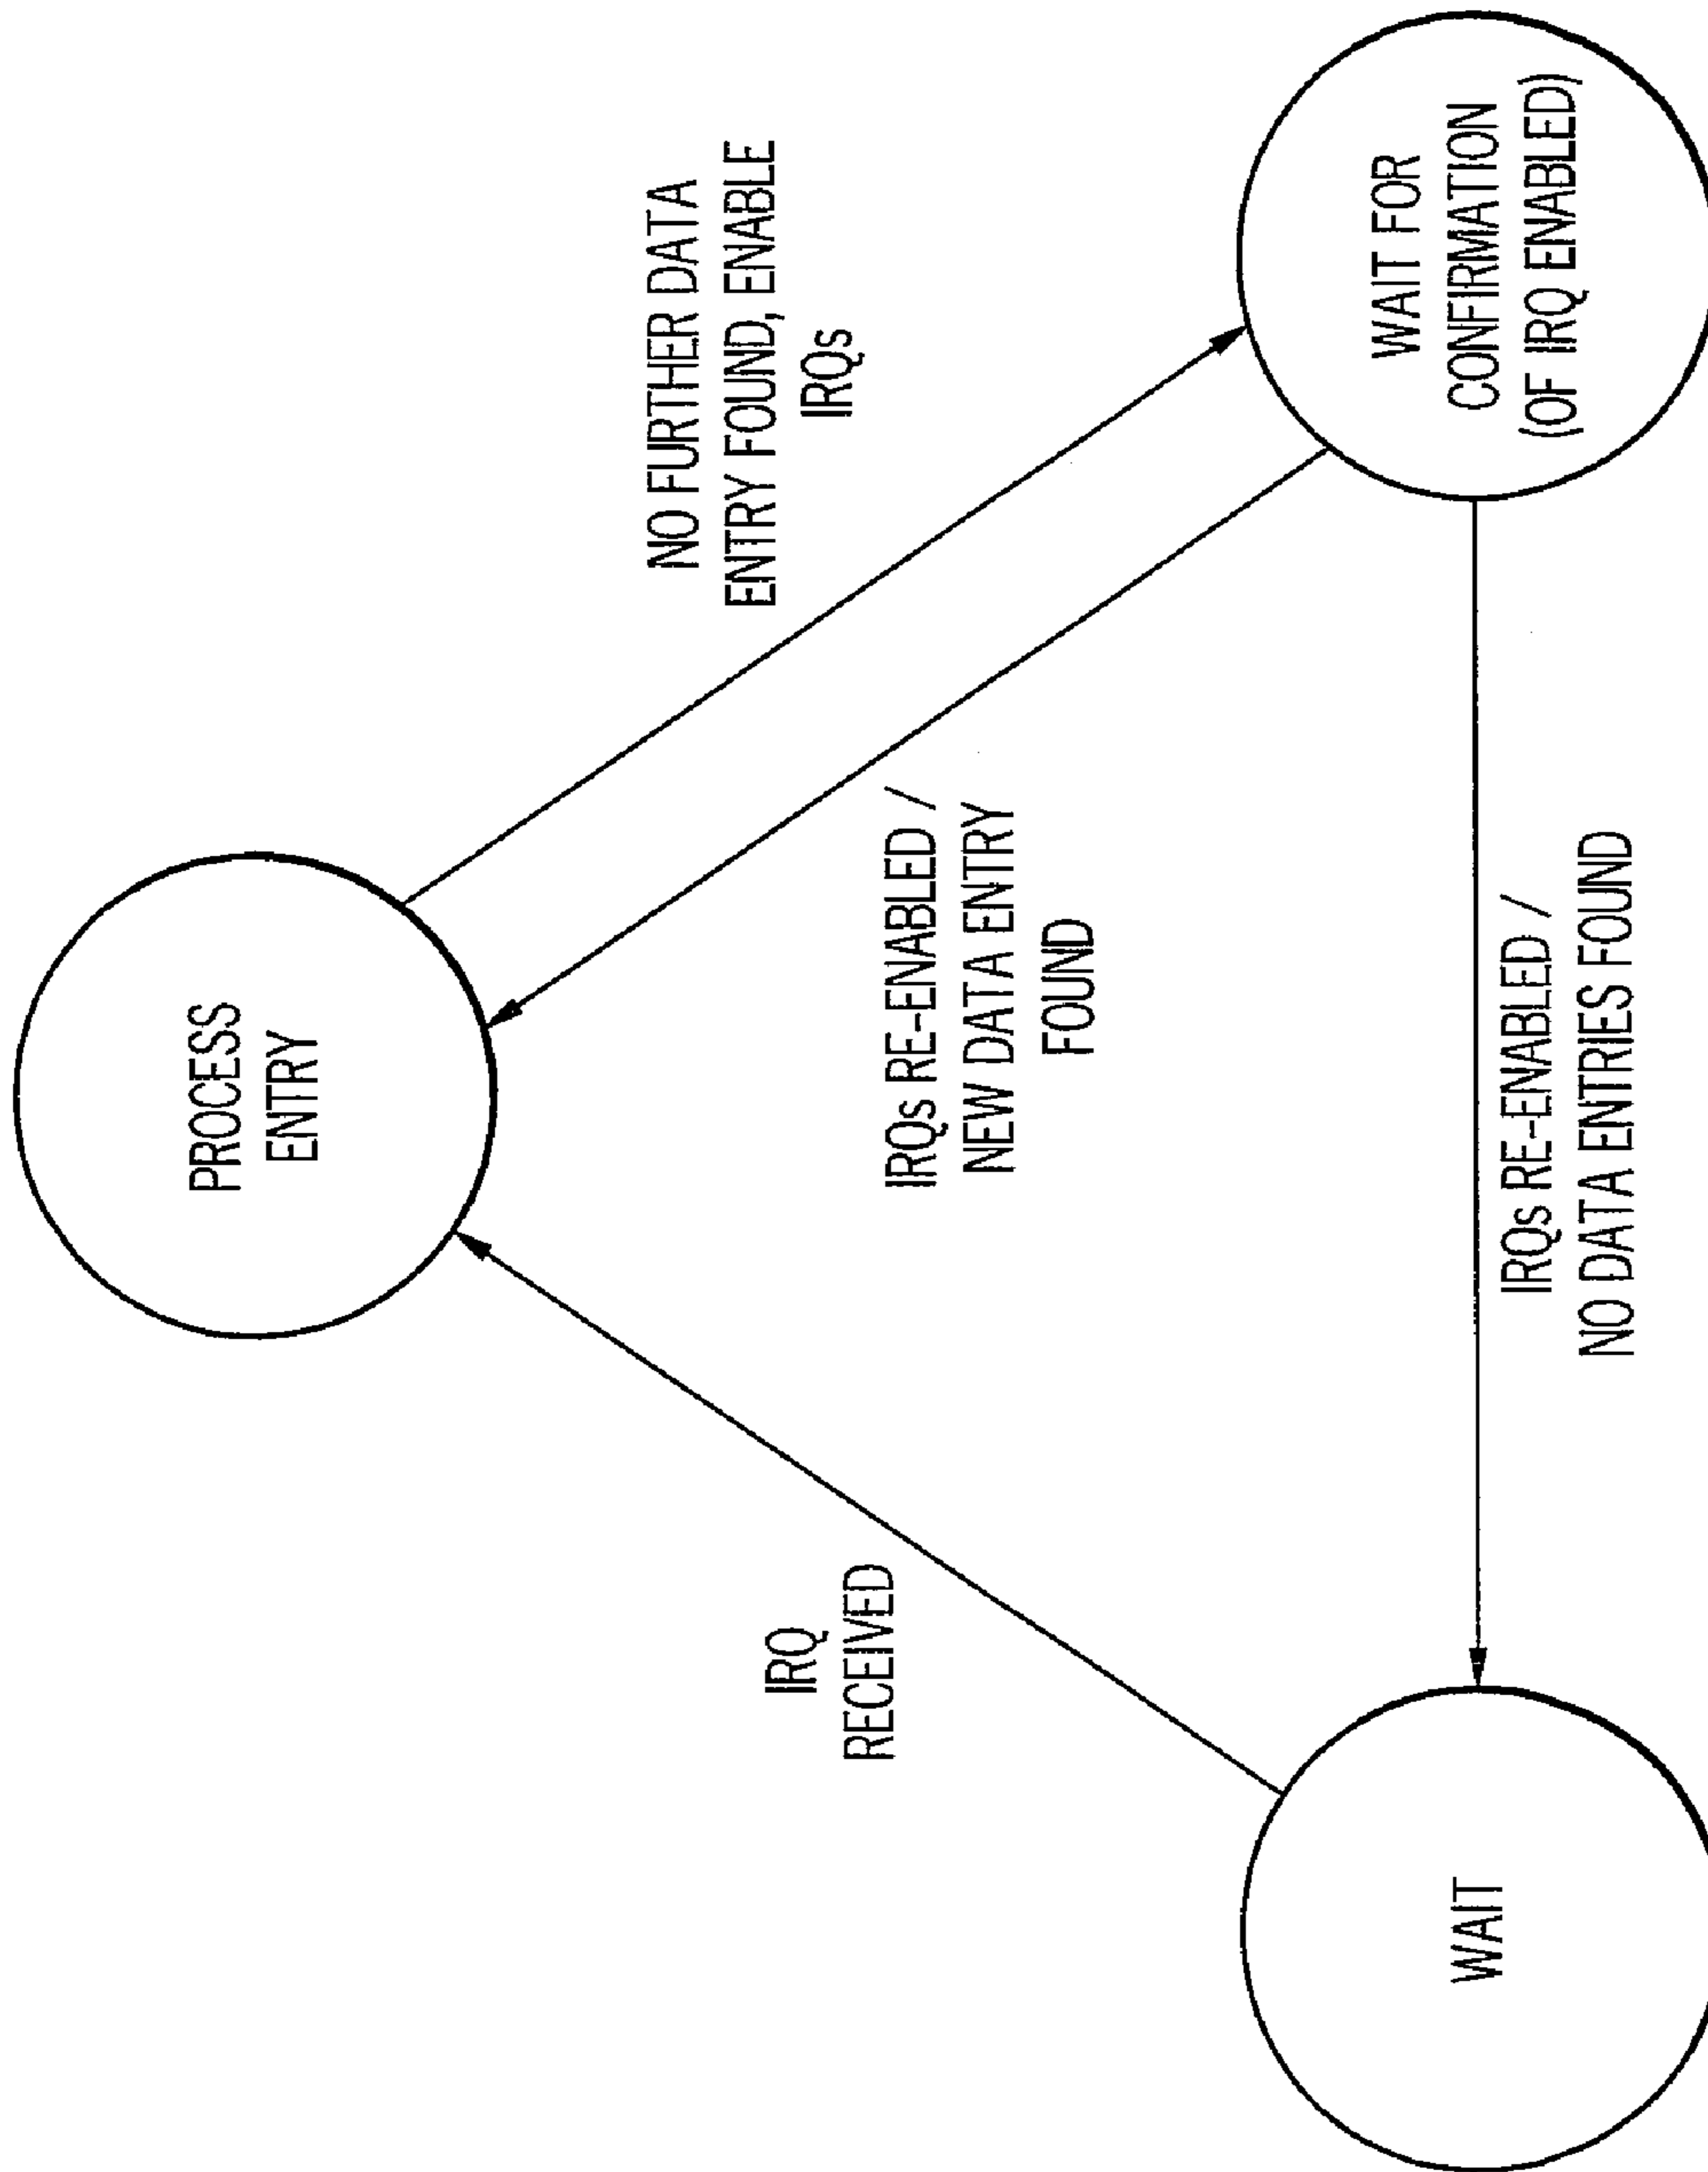 PROCESS
ENTRY
IRQ
RECEIVED
NO FURTHER DATA
ENTRY FOUND, ENABLE
IRQs
IRQs RE-ENABLED /
NEW DATA ENTRY
FOUND
WAIT
IRQs RE-ENABLED /
NO DATA ENTRIES FOUND
WAIT FOR
CONFIRMATION
(OF IRQ ENABLED)